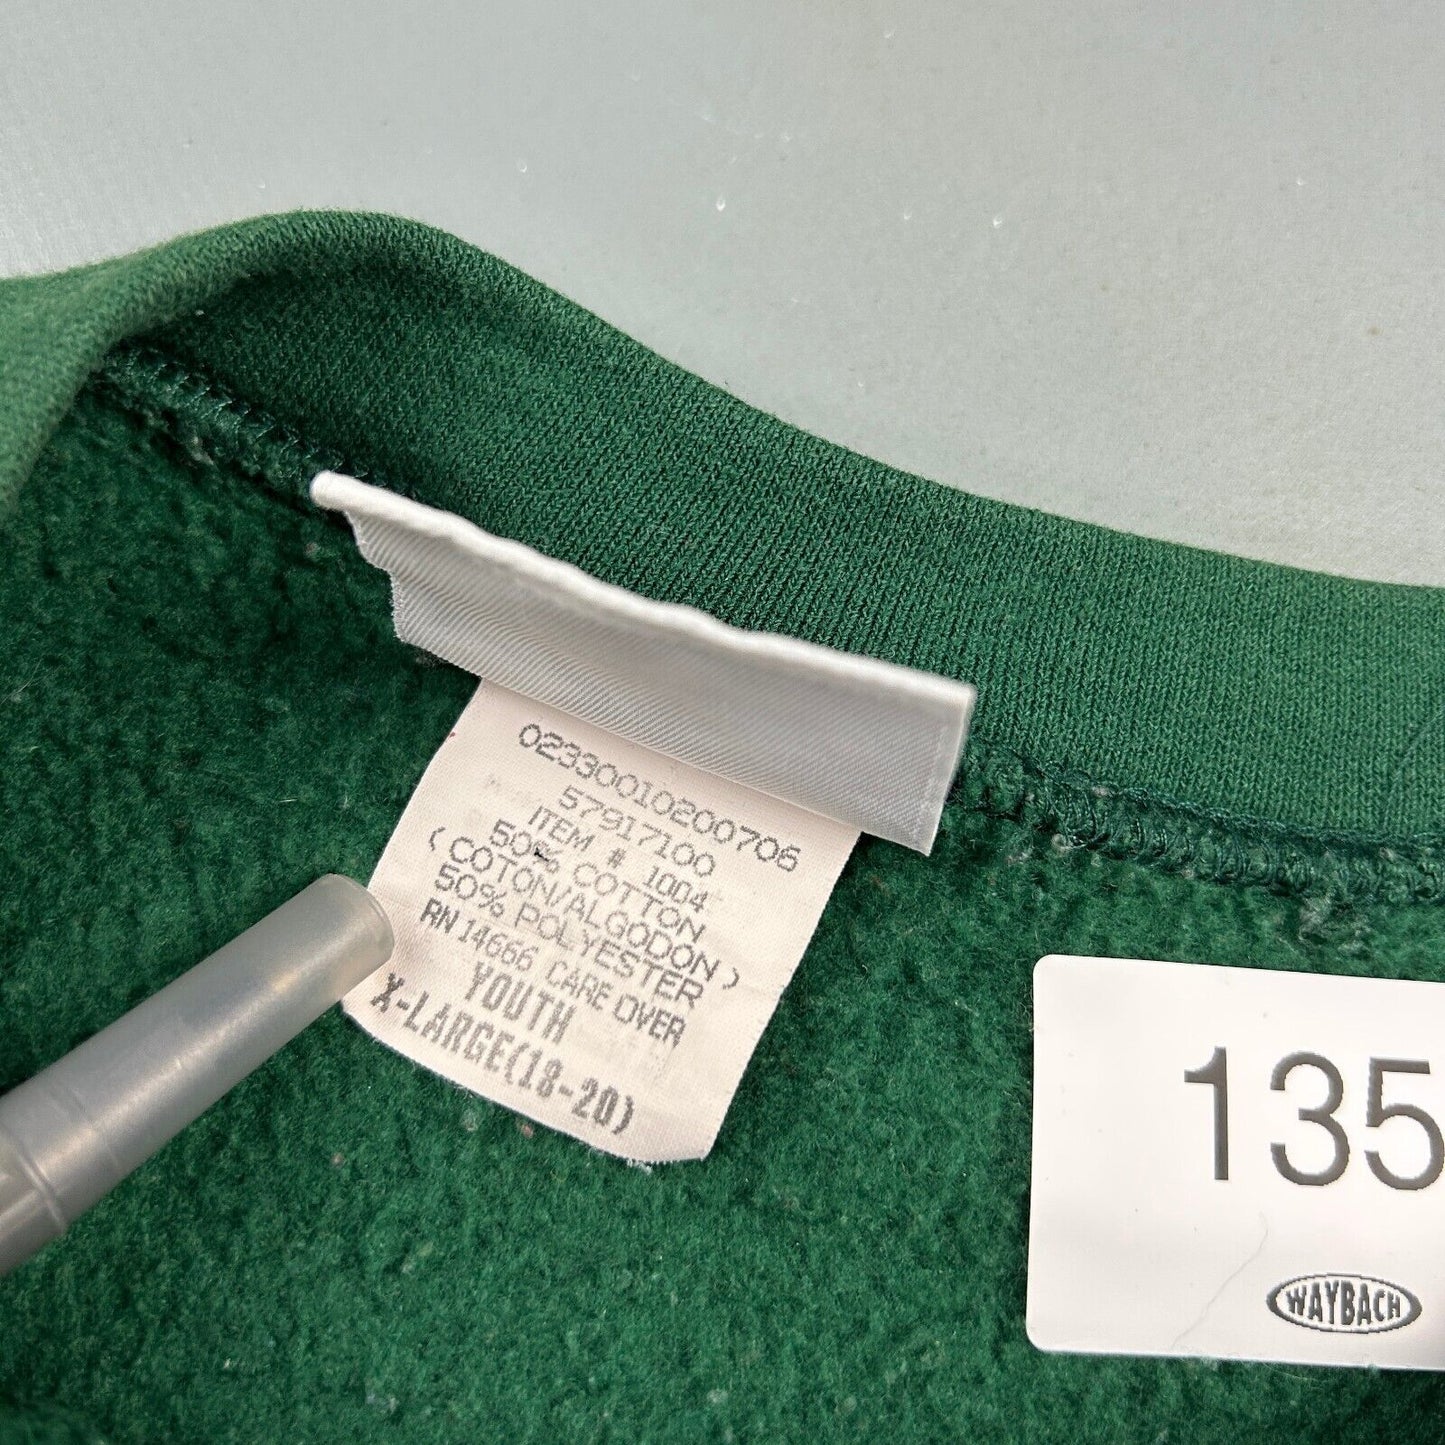 02330010200706
57917100
ITEM # 1004
50% COTTON
(COTON/ALGODON)
50% POLYESTER
RN 14666 CARE OVER
YOUTH
X-LARGE(18-20)
135
WAYBACH